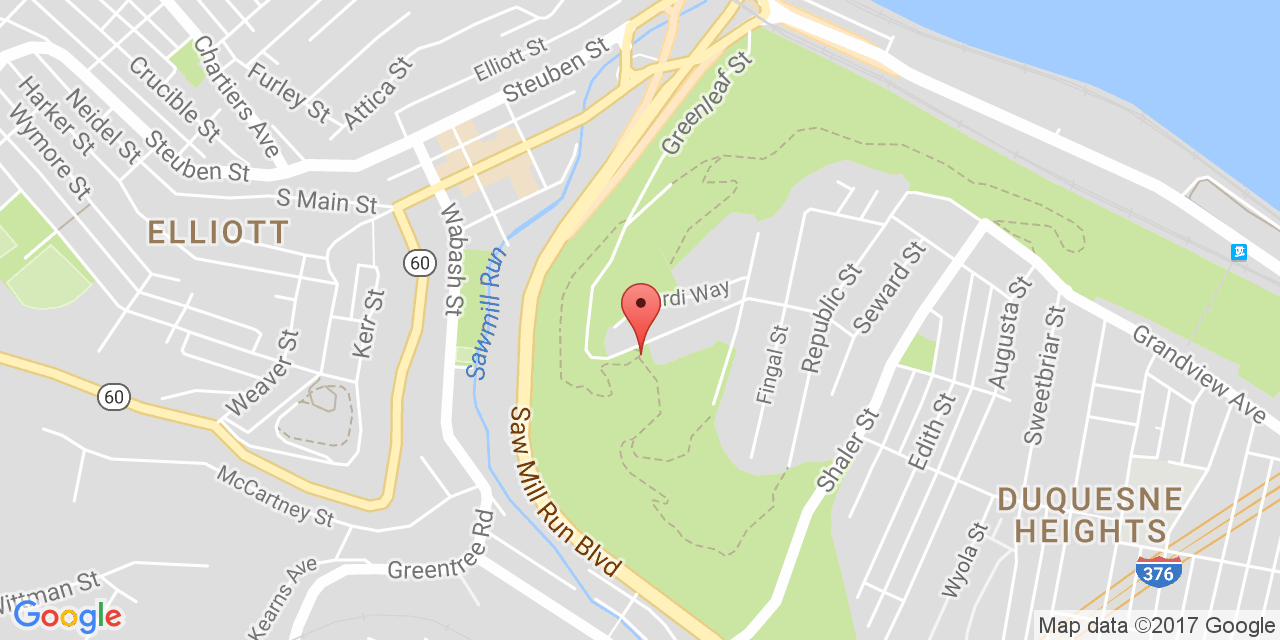 Elliott St
Steuben St
Chartiers Ave
Furley St
Attica St
Crucible St
Greenleaf St
Harker St
Neidel St
Wymore St
Steuben St
S Main St
ELLIOTT
60
Wabash St
Sawmill Run
Kerr St
Weaver St
60
McCartney St
Saw Mill Run Blvd
Greentree Rd
Kearns Ave
Wittman St
rdi Way
Fingal St
Republic St
Seward St
Augusta St
Sweetbriar St
Grandview Ave
Edith St
Shaler St
DUQUESNE
HEIGHTS
Wyola St
376
Google
Map data ©2017 Google